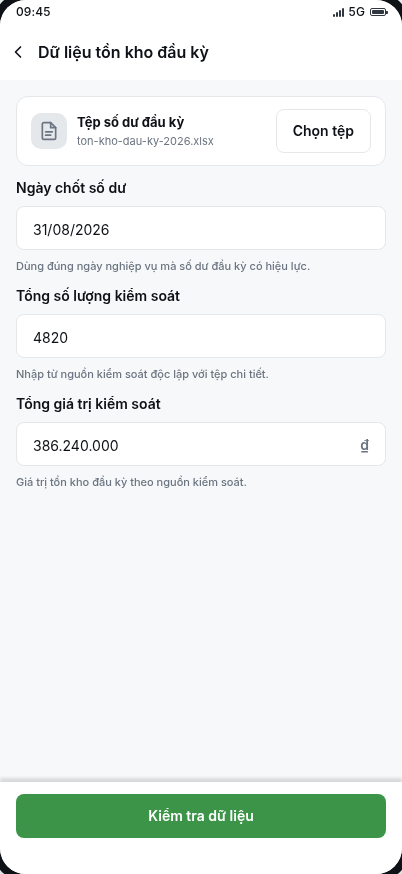 09:45
5G
Dữ liệu tồn kho đầu kỳ
Tệp số dư đầu kỳ
ton-kho-dau-ky-2026.xlsx
Chọn tệp
Ngày chốt số dư
31/08/2026
Dùng đúng ngày nghiệp vụ mà số dư đầu kỳ có hiệu lực.
Tổng số lượng kiểm soát
4820
Nhập từ nguồn kiểm soát độc lập với tệp chi tiết.
Tổng giá trị kiểm soát
386.240.000
₫
Giá trị tồn kho đầu kỳ theo nguồn kiểm soát.
Kiểm tra dữ liệu